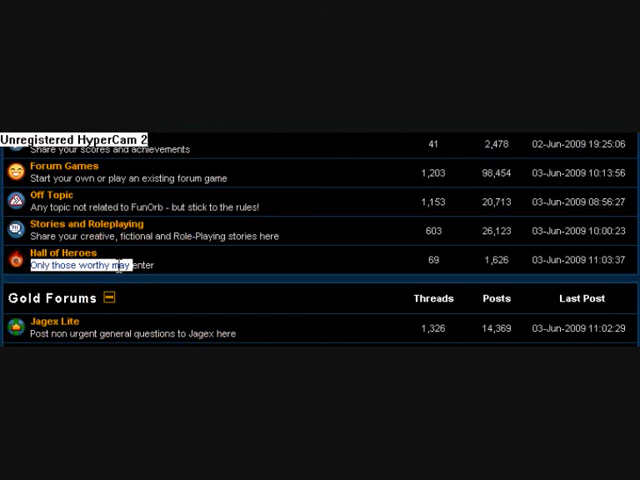 Unregistered HyperCam 2
Share your scores and achievements 41 2,478 02-Jun-2009 19:25:06
Forum Games
Start your own or play an existing forum game 1,203 98,454 03-Jun-2009 10:13:56
Off Topic
Any topic not related to FunOrb - but stick to the rules! 1,153 20,713 03-Jun-2009 08:56:27
Stories and Roleplaying
Share your creative, fictional and Role-Playing stories here 603 26,123 03-Jun-2009 10:00:23
Hall of Heroes
Only those worthy may enter 69 1,626 03-Jun-2009 11:03:37
Gold Forums Threads Posts Last Post
Jagex Lite
Post non urgent general questions to Jagex here 1,326 14,369 03-Jun-2009 11:02:29